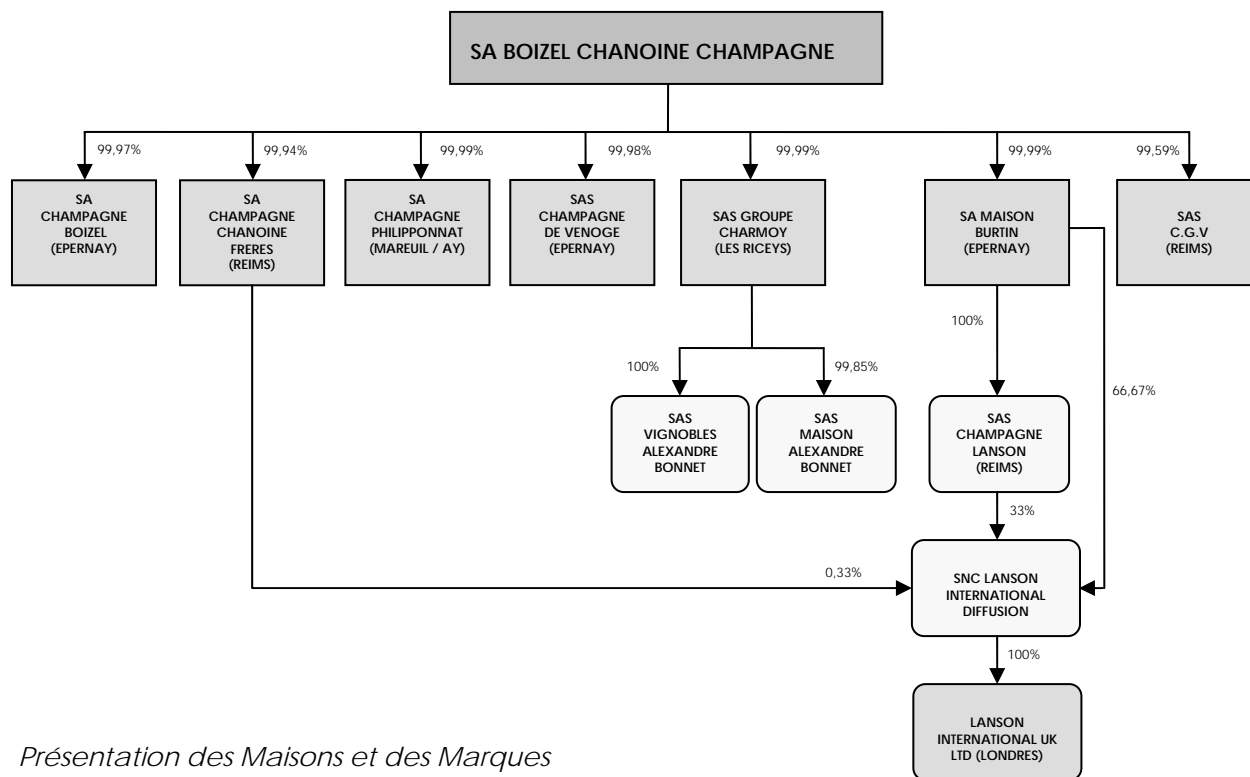 SA BOIZEL CHANOINE CHAMPAGNE
99,97%
99,94%
99,99%
99,98%
99,99%
99,99%
99,59%
SA
CHAMPAGNE
BOIZEL
(EPERNAY)
SA
CHAMPAGNE
CHANOINE
FRERES
(REIMS)
SA
CHAMPAGNE
PHILIPPONNAT
(MAREUIL / AY)
SAS
CHAMPAGNE
DE VENOGE
(EPERNAY)
SAS GROUPE
CHARMOY
(LES RICEYS)
SA MAISON
BURTIN
(EPERNAY)
SAS
C.G.V
(REIMS)
100%
100%
99,85%
66,67%
SAS
VIGNOBLES
ALEXANDRE
BONNET
SAS
MAISON
ALEXANDRE
BONNET
SAS
CHAMPAGNE
LANSON
(REIMS)
33%
0,33%
SNC LANSON
INTERNATIONAL
DIFFUSION
100%
LANSON
INTERNATIONAL UK
LTD (LONDRES)
Présentation des Maisons et des Marques